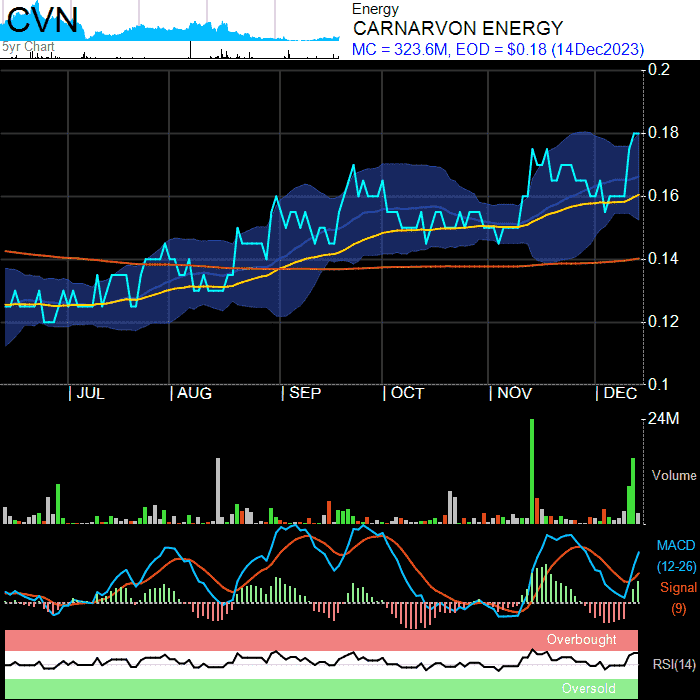 CVN
5yr Chart
Energy
CARNARVON ENERGY
MC = 323.6M, EOD = $0.18 (14Dec2023)
0.2
0.18
0.16
0.14
0.12
0.1
JUL AUG SEP OCT NOV DEC
24M
Volume
MACD
(12-26)
Signal
(9)
Overbought
RSI(14)
Oversold